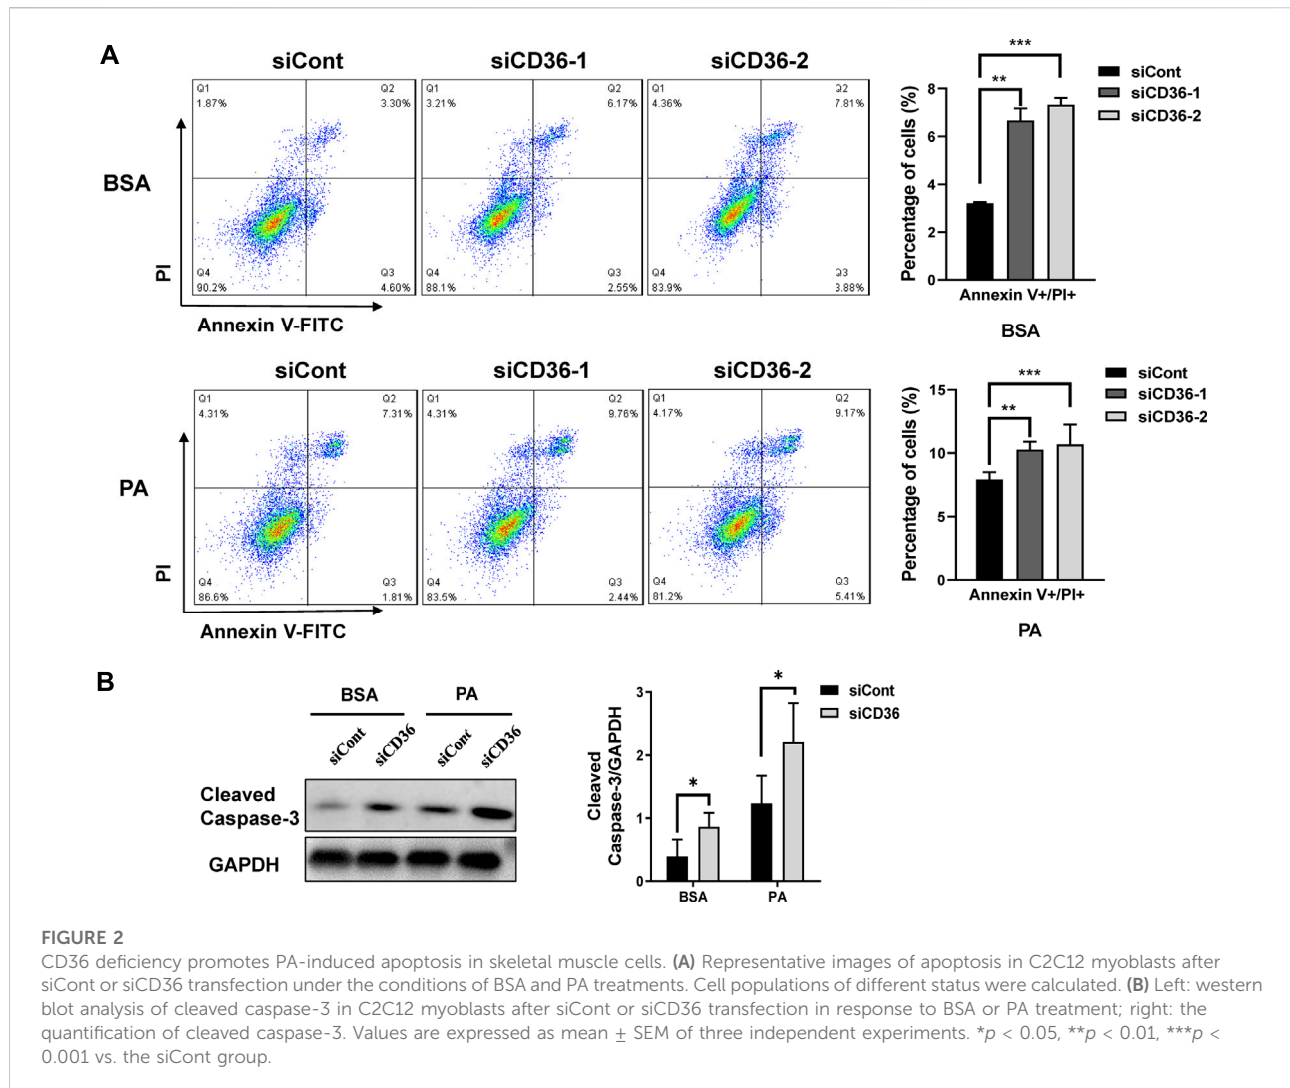 A
siCont
siCD36-1
siCD36-2
BSA
PI
Q1
1.87%
Q2
3.30%
Q4
90.2%
Q3
4.60%
Q1
3.21%
Q2
6.17%
Q4
88.1%
Q3
2.55%
Q1
4.36%
Q2
7.81%
Q4
83.9%
Q3
3.88%
Annexin V-FITC
Percentage of cells (%)
8
6
4
2
0
**
***
siCont
siCD36-1
siCD36-2
Annexin V+/PI+
BSA
siCont
siCD36-1
siCD36-2
PA
PI
Q1
4.31%
Q2
7.31%
Q4
86.6%
Q3
1.81%
Q1
4.31%
Q2
9.76%
Q4
83.5%
Q3
2.44%
Q1
4.17%
Q2
9.17%
Q4
81.2%
Q3
5.41%
Annexin V-FITC
Percentage of cells (%)
15
10
5
0
**
***
siCont
siCD36-1
siCD36-2
Annexin V+/PI+
PA
B
BSA
PA
siCont
siCD36
siCont
siCD36
Cleaved
Caspase-3
GAPDH
Cleaved
Caspase-3/GAPDH
3
2
1
0
*
*
siCont
siCD36
BSA
PA
FIGURE 2
CD36 deficiency promotes PA-induced apoptosis in skeletal muscle cells. (A) Representative images of apoptosis in C2C12 myoblasts after
siCont or siCD36 transfection under the conditions of BSA and PA treatments. Cell populations of different status were calculated. (B) Left: western
blot analysis of cleaved caspase-3 in C2C12 myoblasts after siCont or siCD36 transfection in response to BSA or PA treatment; right: the
quantification of cleaved caspase-3. Values are expressed as mean ± SEM of three independent experiments. *p < 0.05, **p < 0.01, ***p <
0.001 vs. the siCont group.